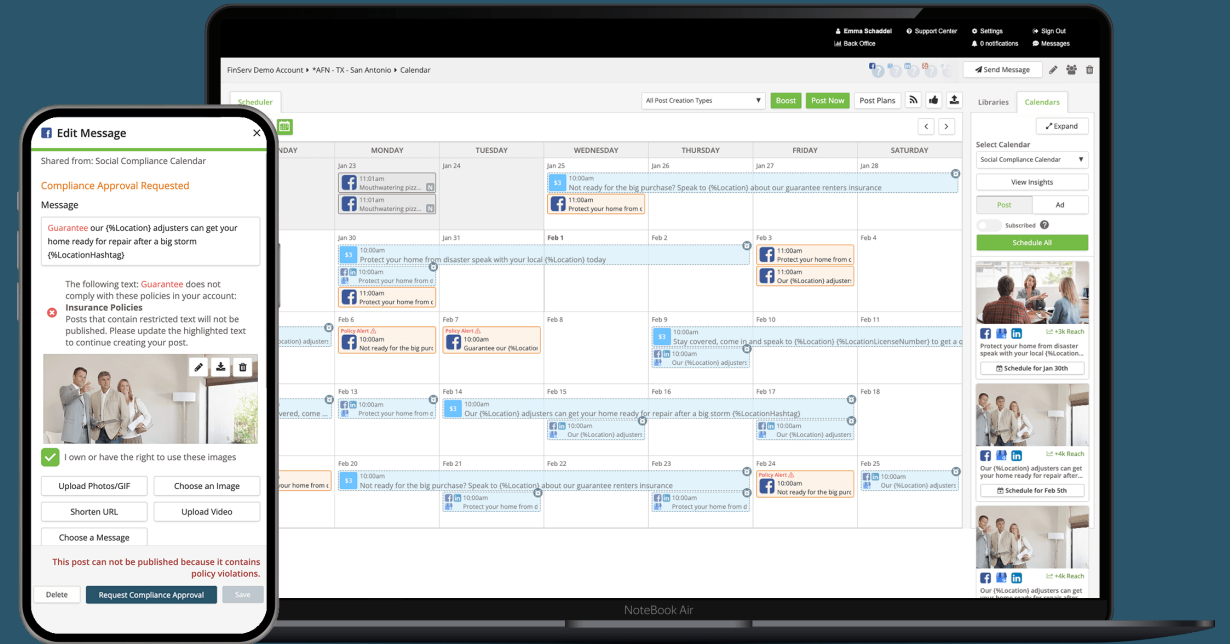 Emma Schaddel
Support Center
Settings
Sign Out
Back Office
0 notifications
Messages
FinServ Demo Account
*AFN - TX - San Antonio
Calendar
Send Message
Scheduler
All Post Creation Types
Boost
Post Now
Post Plans
Libraries
Calendars
Expand
NDAY
MONDAY
TUESDAY
WEDNESDAY
THURSDAY
FRIDAY
SATURDAY
Jan 23
Jan 24
Jan 25
Jan 26
Jan 27
Jan 28
11:01am
Mouthwatering pizz...
N
11:01am
Mouthwatering pizz...
N
$3
10:00am
Not ready for the big purchase? Speak to {%Location} about our guarantee renters insurance
11:00am
Protect your home from c
Jan 30
Jan 31
Feb 1
Feb 2
Feb 3
Feb 4
$3
10:00am
Protect your home from disaster speak with your local {%Location} today
10:00am
Protect your home from d
11:00am
Protect your home from c
11:00am
Protect your home from c
11:00am
Our {%Location} adjusters
Feb 6
Feb 7
Feb 8
Feb 9
Feb 10
Feb 11
ocation} adjusters
Policy Alert
10:00am
Not ready for the big purc
Policy Alert
10:00am
Guarantee our {%Location
$3
10:00am
Stay covered, come in and speak to {%Location} {%LocationLicenseNumber} to get a q
10:00am
Our {%Location} adjusters
Feb 13
Feb 14
Feb 15
Feb 16
Feb 17
Feb 18
vered, come ...
10:00am
Protect your home from d
$3
10:00am
Our {%Location} adjusters can get your home ready for repair after a big storm {%LocationHashtag}
10:00am
Our {%Location} adjusters
10:00am
Our {%Location} adjusters
Feb 20
Feb 21
Feb 22
Feb 23
Feb 24
Feb 25
our home from c
$3
10:00am
Not ready for the big purchase? Speak to {%Location} about our guarantee renters insurance
10:00am
Protect your home from d
10:00am
Protect your home from d
Policy Alert
10:00am
Not ready for the big purc
10:00am
Our {%Location} adjusters
Select Calendar
Social Compliance Calendar
View Insights
Post
Ad
Subscribed
Schedule All
+3k Reach
Protect your home from disaster
speak with your local {%Location...
Schedule for Jan 30th
+4k Reach
Our {%Location} adjusters can get
your home ready for repair after...
Schedule for Feb 5th
+4k Reach
Our {%Location} adjusters can get
your home ready for repair after...
NoteBook Air
Edit Message
Shared from: Social Compliance Calendar
Compliance Approval Requested
Message
Guarantee our {%Location} adjusters can get your
home ready for repair after a big storm
{%LocationHashtag}
The following text: Guarantee does not
comply with these policies in your account:
Insurance Policies
Posts that contain restricted text will not be
published. Please update the highlighted text
to continue creating your post.
I own or have the right to use these images
Upload Photos/GIF
Choose an Image
Shorten URL
Upload Video
Choose a Message
This post can not be published because it contains
policy violations.
Delete
Request Compliance Approval
Save